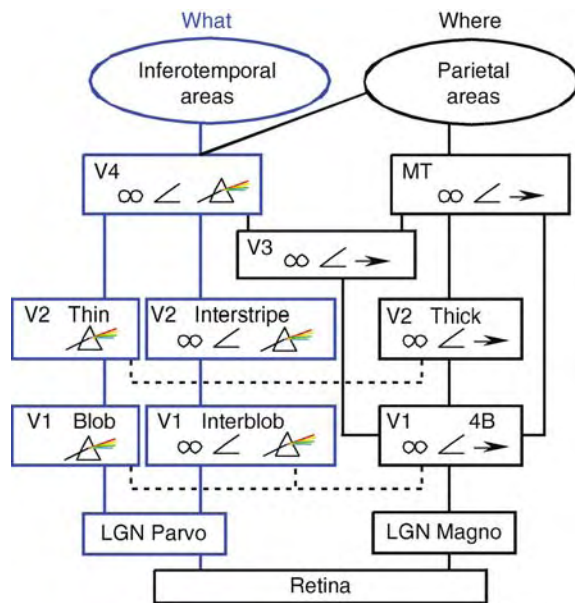 What
Where
Inferotemporal
areas
Parietal
areas
V4
MT
V3
V2 Thin
V2 Interstripe
V2 Thick
V1 Blob
V1 Interblob
V1 4B
LGN Parvo
LGN Magno
Retina